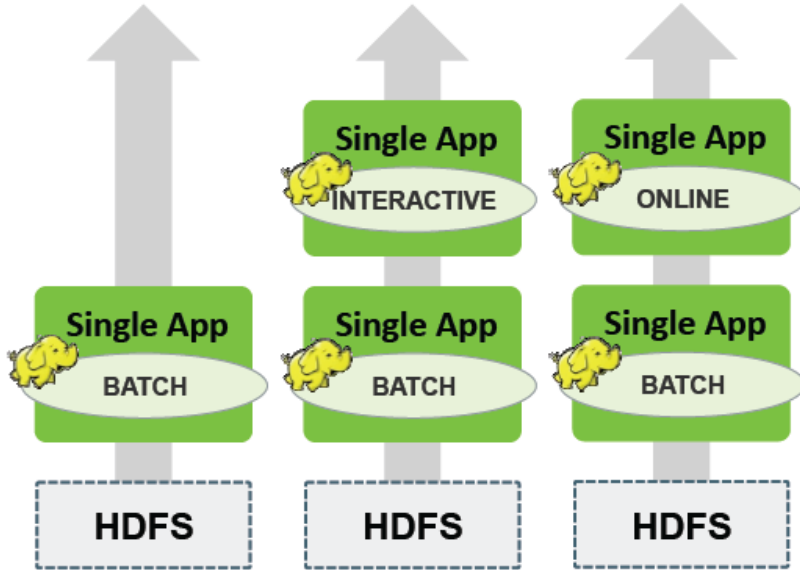 Single App
INTERACTIVE
Single App
ONLINE
Single App
BATCH
Single App
BATCH
Single App
BATCH
HDFS
HDFS
HDFS